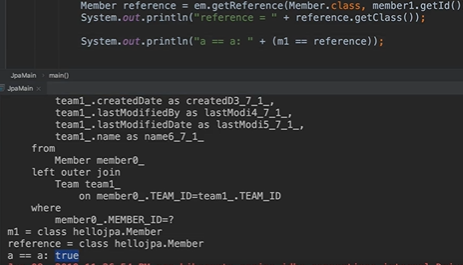 Member reference = em.getReference(Member.class, member1.getId()
System.out.println("reference = " + reference.getClass());
System.out.println("a == a: " + (m1 == reference));
JpaMain > main()
JpaMain ×
team1_.createdDate as createdD3_7_1_,
team1_.lastModifiedBy as lastModi4_7_1_,
team1_.lastModifiedDate as lastModi5_7_1_,
team1_.name as name6_7_1_
from
Member member0_
left outer join
Team team1_
on member0_.TEAM_ID=team1_.TEAM_ID
where
member0_.MEMBER_ID=?
m1 = class hellojpa.Member
reference = class hellojpa.Member
a == a: true